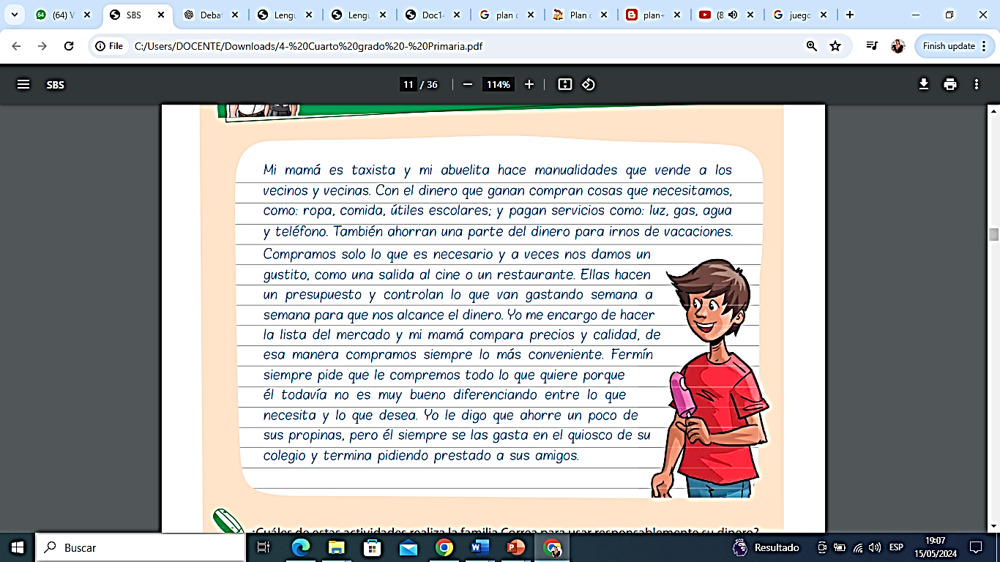 (64) V
SBS
Debat
Lengu
Lengu
Doc14
plan c
Plan c
plan+
(8
juego
File
C:/Users/DOCENTE/Downloads/4-%20Cuarto%20grado%20-%20Primaria.pdf
Finish update
SBS
11 / 36
114%
Mi mamá es taxista y mi abuelita hace manualidades que vende a los
vecinos y vecinas. Con el dinero que ganan compran cosas que necesitamos,
como: ropa, comida, útiles escolares; y pagan servicios como: luz, gas, agua
y teléfono. También ahorran una parte del dinero para irnos de vacaciones.
Compramos solo lo que es necesario y a veces nos damos un
gustito, como una salida al cine o un restaurante. Ellas hacen
un presupuesto y controlan lo que van gastando semana a
semana para que nos alcance el dinero. Yo me encargo de hacer
la lista del mercado y mi mamá compara precios y calidad, de
esa manera compramos siempre lo más conveniente. Fermín
siempre pide que le compremos todo lo que quiere porque
él todavía no es muy bueno diferenciando entre lo que
necesita y lo que desea. Yo le digo que ahorre un poco de
sus propinas, pero él siempre se las gasta en el quiosco de su
colegio y termina pidiendo prestado a sus amigos.
¿Cuáles de estas actividades realiza la familia Correa para usar responsablemente su dinero?
Buscar
Resultado
ESP
19:07
15/05/2024